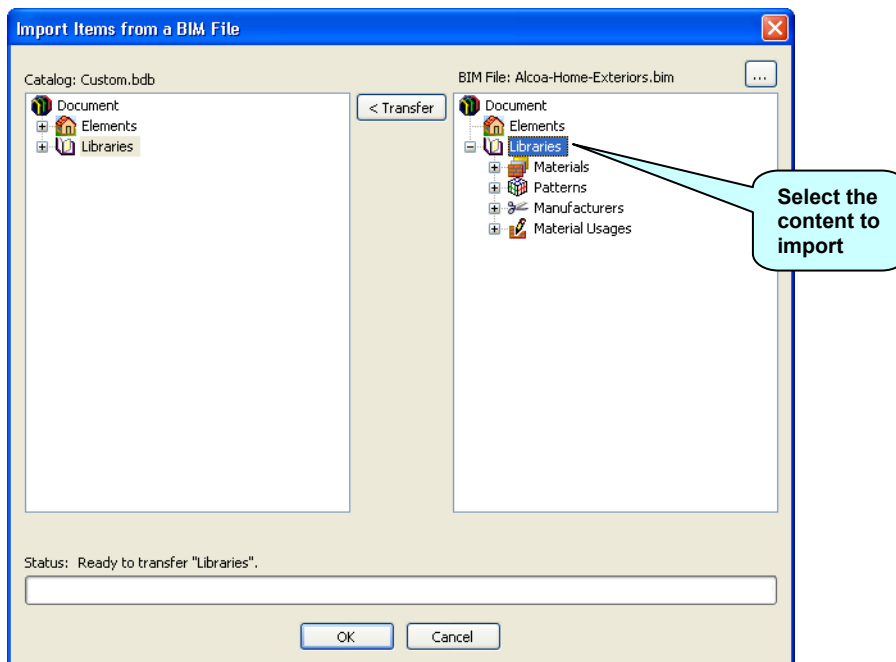 Import Items from a BIM File
Catalog: Custom.bdb
BIM File: Alcoa-Home-Exteriors.bim
...
Document
Elements
Libraries
< Transfer
Document
Elements
Libraries
Materials
Patterns
Manufacturers
Material Usages
Select the
content to
import
Status: Ready to transfer "Libraries".
OK
Cancel